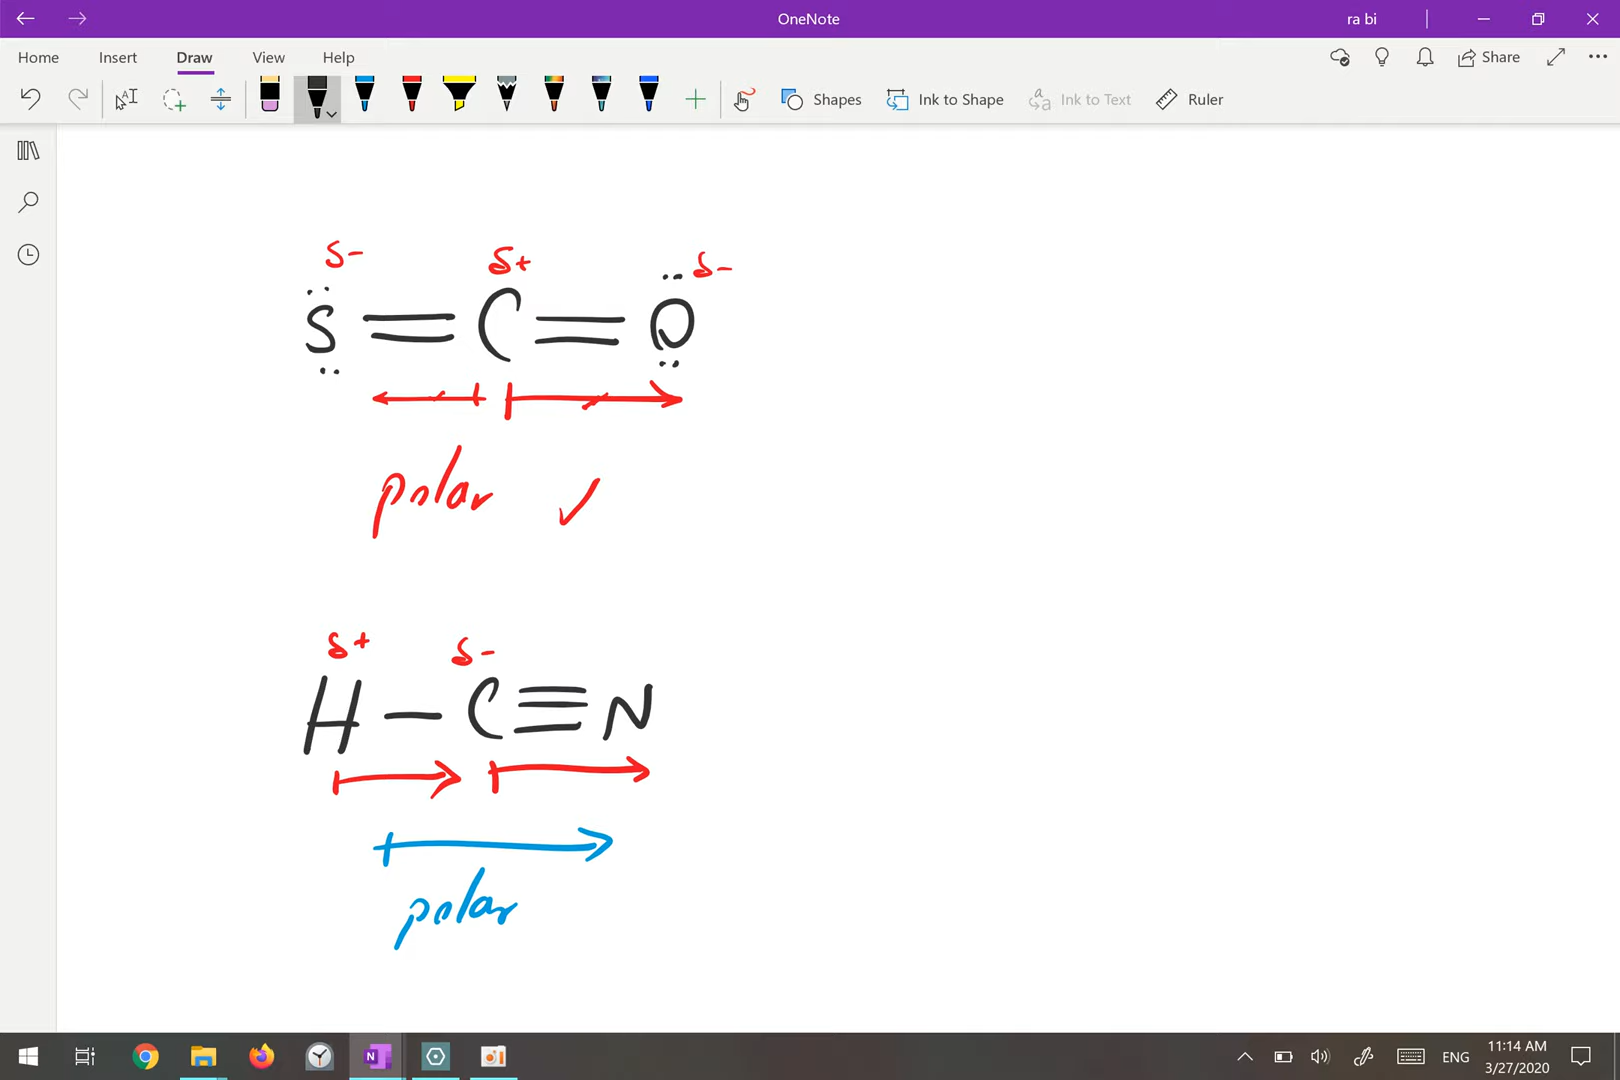 OneNote
ra bi
Home Insert Draw View Help
Share
Shapes Ink to Shape Ink to Text Ruler
δ- δ+ δ-
S = C = O
polar ✓
δ+ δ-
H - C ≡ N
polar
ENG
11:14 AM
3/27/2020